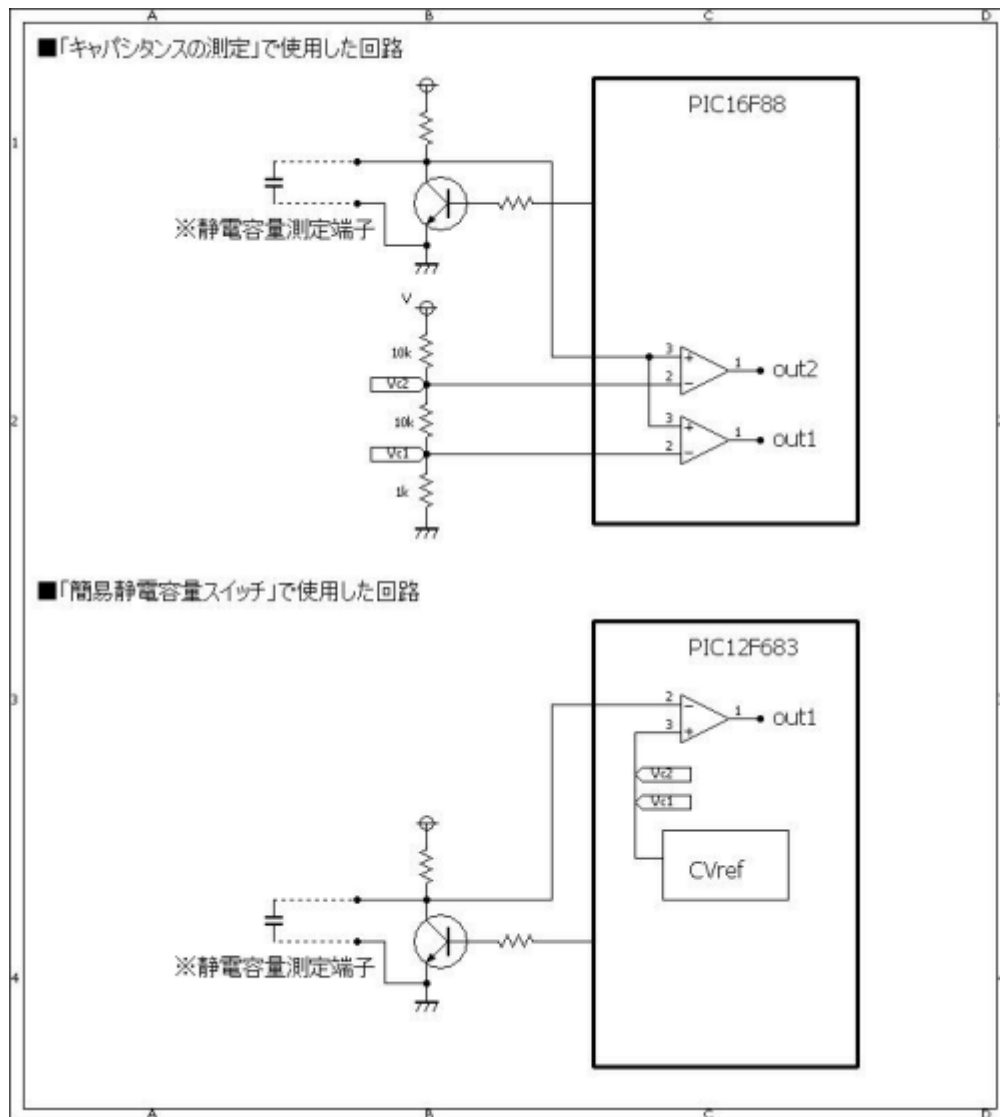 A B C D
■「キャパシタンスの測定」で使用した回路
PIC16F88
1
※静電容量測定端子
V
10k
3
+
1
out2
Vc2
2
−
2
10k
3
+
1
out1
Vc1
2
−
1k
■「簡易静電容量スイッチ」で使用した回路
PIC12F683
3
2
−
1
out1
3
+
Vc2
Vc1
CVref
※静電容量測定端子
4
A B C D